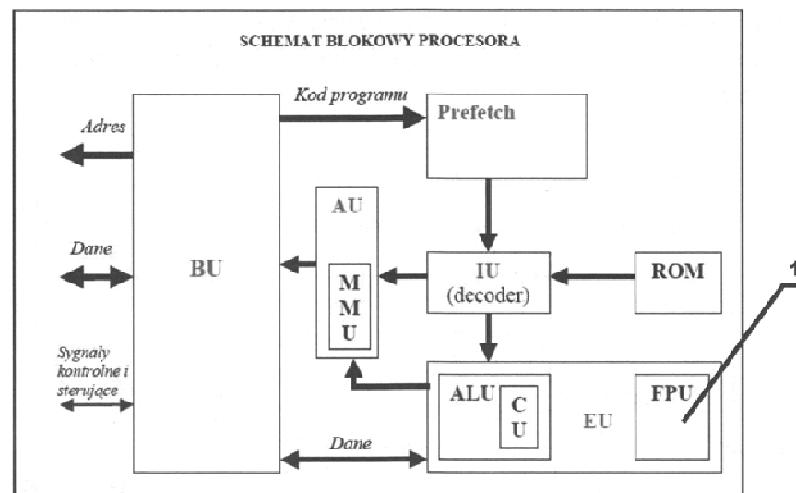 SCHEMAT BLOKOWY PROCESORA
Kod programu
Prefetch
Adres
AU
Dane
BU
IU
(decoder)
ROM
M
M
U
1
Sygnały
kontrolne i
sterujące
ALU
C
U
EU
FPU
Dane